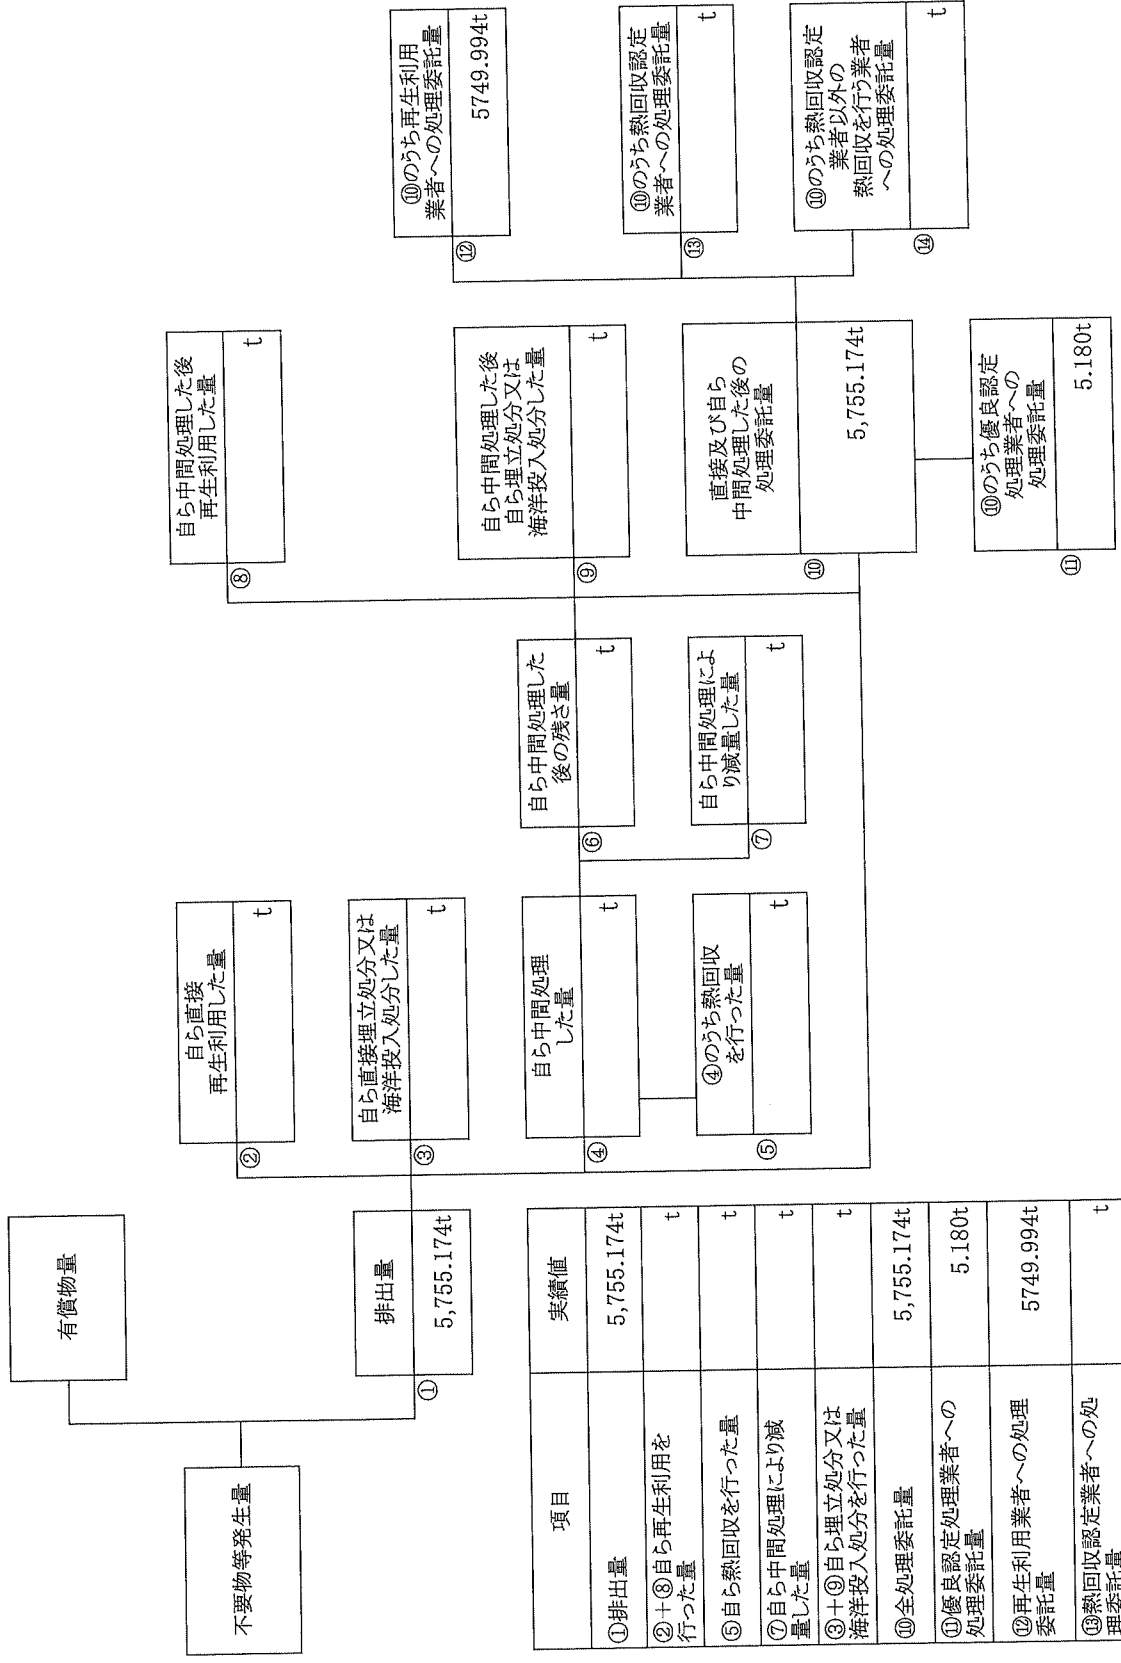 不要物等発生量
有償物量
①
排出量
5,755.174t
②
自ら直接
再生利用した量
t
③
自ら直接埋立処分又は
海洋投入処分した量
t
④
自ら中間処理
した量
t
⑤
④のうち熱回収
を行った量
t
⑥
自ら中間処理した
後の残さ量
t
⑦
自ら中間処理によ
り減量した量
t
⑧
自ら中間処理した後
再生利用した量
t
⑨
自ら中間処理した後
自ら埋立処分又は
海洋投入処分した量
t
⑩
直接及び自ら
中間処理した後の
処理委託量
5,755.174t
⑪
⑩のうち優良認定
処理業者への
処理委託量
5.180t
⑫
⑩のうち再生利用
業者への処理委託量
5749.994t
⑬
⑩のうち熱回収認定
業者への処理委託量
t
⑭
⑩のうち熱回収認定
業者以外の
熱回収を行う業者
への処理委託量
t
項目 実績値
①排出量 5,755.174t
②+⑧自ら再生利用を
行った量 t
⑤自ら熱回収を行った量 t
⑦自ら中間処理により減
量した量 t
③+⑨自ら埋立処分又は
海洋投入処分を行った量 t
⑩全処理委託量 5,755.174t
⑪優良認定処理業者への
処理委託量 5.180t
⑫再生利用業者への処理
委託量 5749.994t
⑬熱回収認定業者への処
理委託量 t